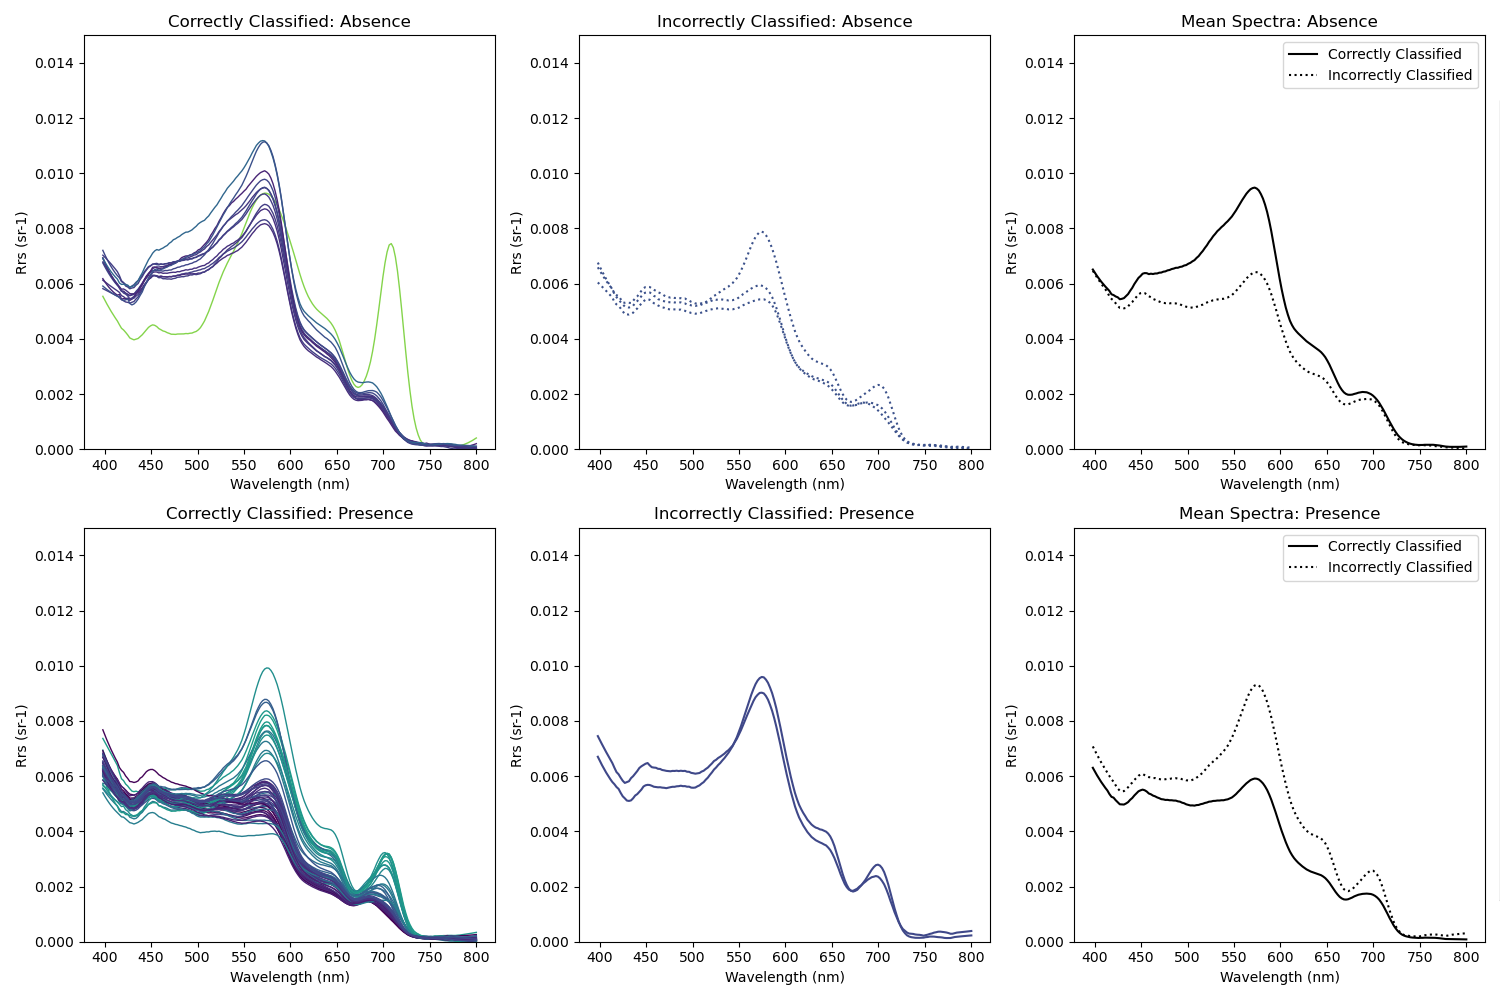 Correctly Classified: Absence
Incorrectly Classified: Absence
Mean Spectra: Absence
Rrs (sr-1)
0.014
0.012
0.010
0.008
0.006
0.004
0.002
0.000
400 450 500 550 600 650 700 750 800
Wavelength (nm)
Rrs (sr-1)
0.014
0.012
0.010
0.008
0.006
0.004
0.002
0.000
400 450 500 550 600 650 700 750 800
Wavelength (nm)
Rrs (sr-1)
0.014
0.012
0.010
0.008
0.006
0.004
0.002
0.000
400 450 500 550 600 650 700 750 800
Wavelength (nm)
Correctly Classified
Incorrectly Classified
Correctly Classified: Presence
Incorrectly Classified: Presence
Mean Spectra: Presence
Rrs (sr-1)
0.014
0.012
0.010
0.008
0.006
0.004
0.002
0.000
400 450 500 550 600 650 700 750 800
Wavelength (nm)
Rrs (sr-1)
0.014
0.012
0.010
0.008
0.006
0.004
0.002
0.000
400 450 500 550 600 650 700 750 800
Wavelength (nm)
Rrs (sr-1)
0.014
0.012
0.010
0.008
0.006
0.004
0.002
0.000
400 450 500 550 600 650 700 750 800
Wavelength (nm)
Correctly Classified
Incorrectly Classified